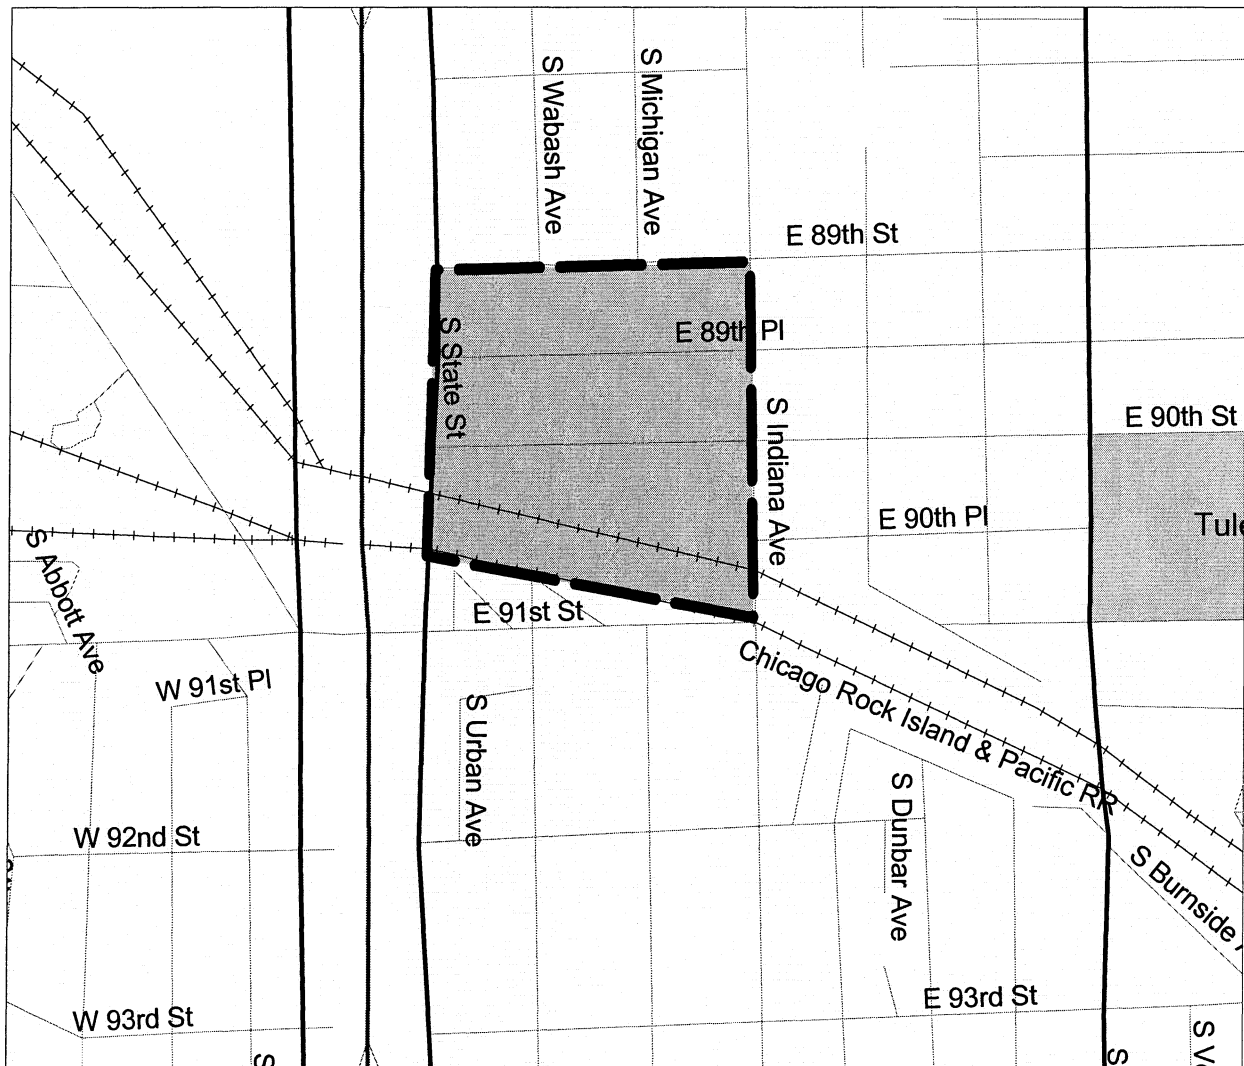 S Wabash Ave
S Michigan Ave
E 89th St
E 89th Pl
S State St
S Indiana Ave
E 90th St
E 90th Pl
S Abbott Ave
E 91st St
Chicago Rock Island & Pacific RR
W 91st Pl
S Urban Ave
S Dunbar Ave
W 92nd St
S Burnside
E 93rd St
W 93rd St
S
S
S